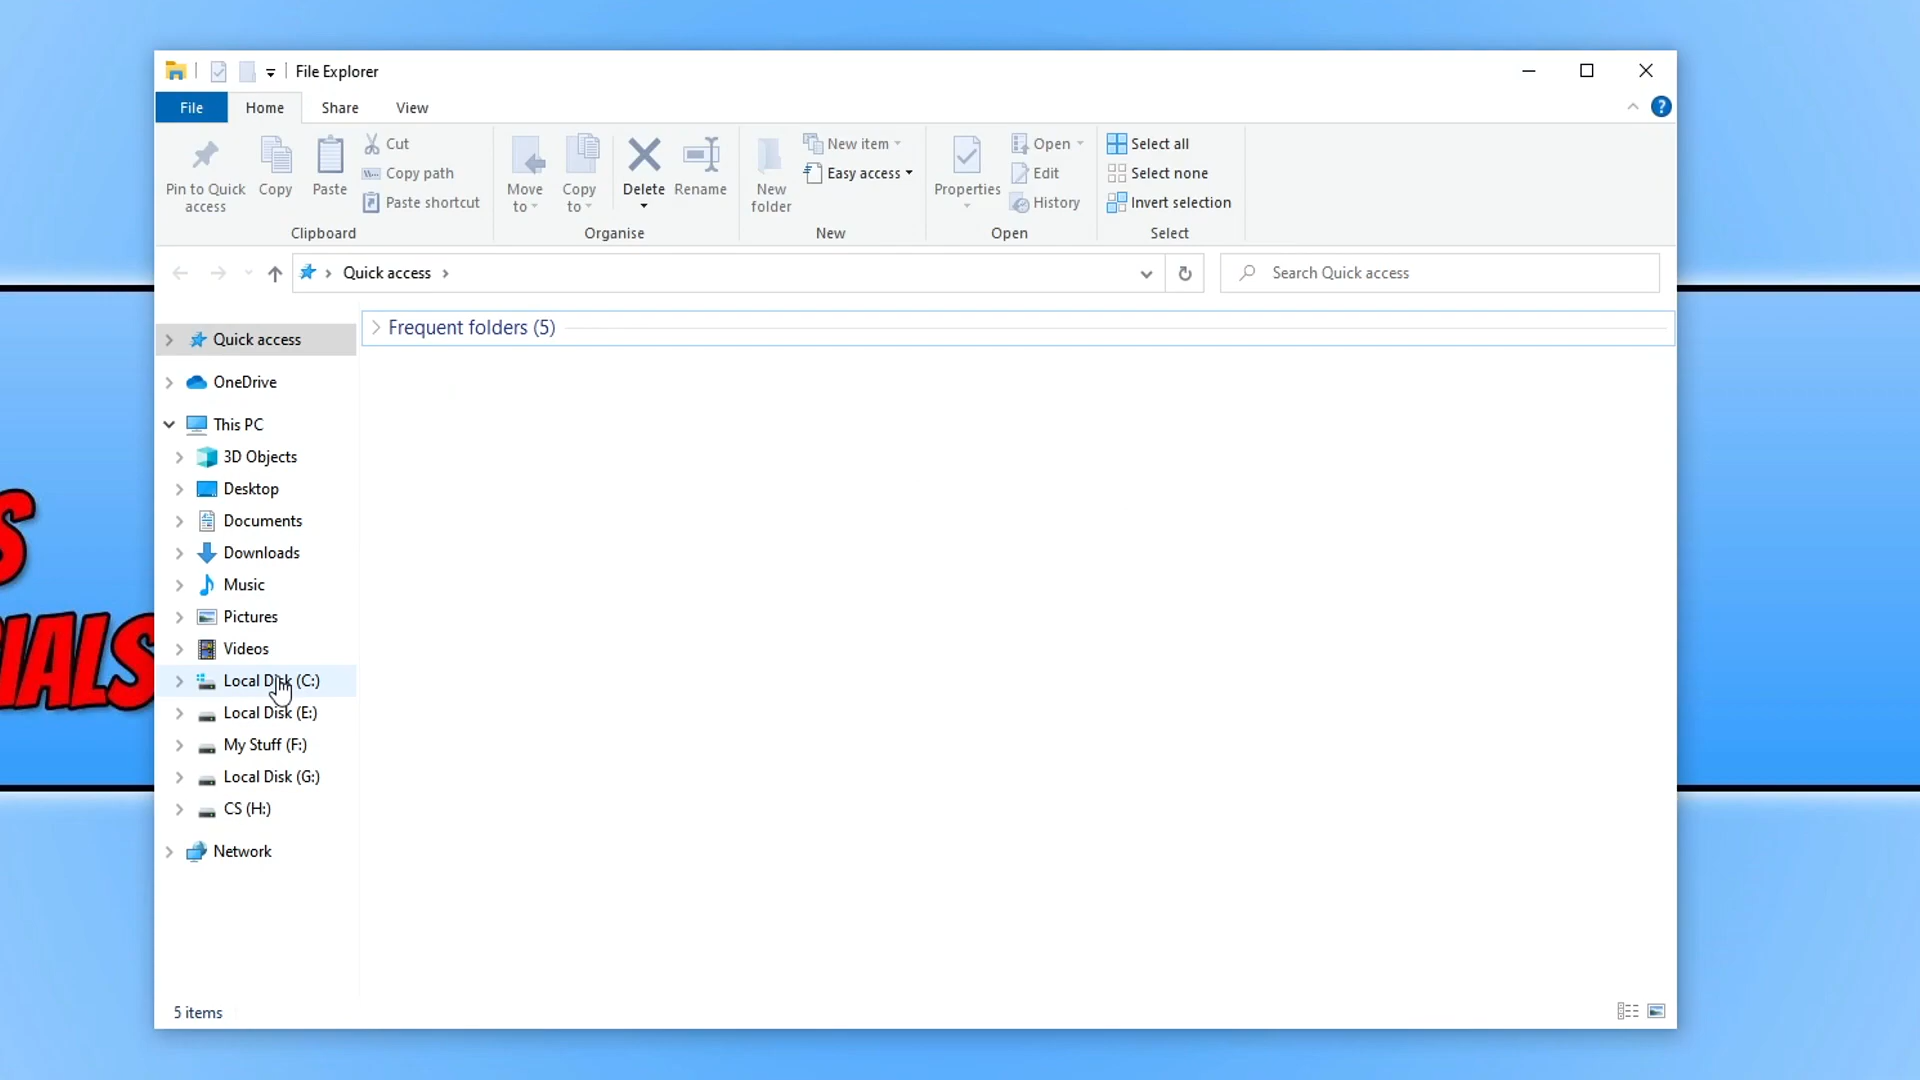 File Explorer
File Home Share View
Pin to Quick access
Copy
Paste
Cut
Copy path
Paste shortcut
Clipboard
Move to
Copy to
Delete
Rename
Organise
New folder
New item
Easy access
New
Properties
Open
Edit
History
Open
Select all
Select none
Invert selection
Select
Quick access
Search Quick access
Frequent folders (5)
Quick access
OneDrive
This PC
3D Objects
Desktop
Documents
Downloads
Music
Pictures
Videos
Local Disk (C:)
Local Disk (E:)
My Stuff (F:)
Local Disk (G:)
CS (H:)
Network
5 items
S
IALS